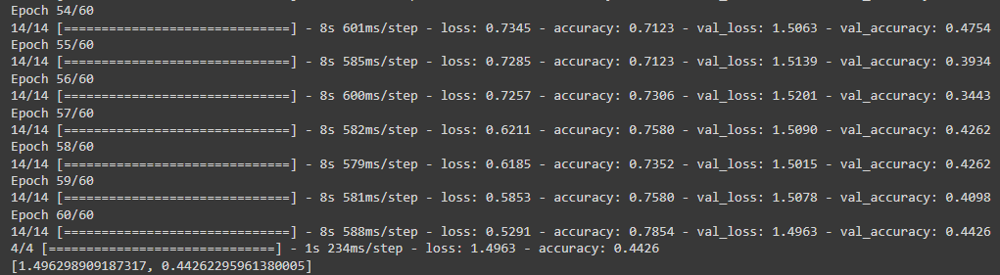 Epoch 54/60
14/14 [==============================] - 8s 601ms/step - loss: 0.7345 - accuracy: 0.7123 - val_loss: 1.5063 - val_accuracy: 0.4754
Epoch 55/60
14/14 [==============================] - 8s 585ms/step - loss: 0.7285 - accuracy: 0.7123 - val_loss: 1.5139 - val_accuracy: 0.3934
Epoch 56/60
14/14 [==============================] - 8s 600ms/step - loss: 0.7257 - accuracy: 0.7306 - val_loss: 1.5201 - val_accuracy: 0.3443
Epoch 57/60
14/14 [==============================] - 8s 582ms/step - loss: 0.6211 - accuracy: 0.7580 - val_loss: 1.5090 - val_accuracy: 0.4262
Epoch 58/60
14/14 [==============================] - 8s 579ms/step - loss: 0.6185 - accuracy: 0.7352 - val_loss: 1.5015 - val_accuracy: 0.4262
Epoch 59/60
14/14 [==============================] - 8s 581ms/step - loss: 0.5853 - accuracy: 0.7580 - val_loss: 1.5078 - val_accuracy: 0.4098
Epoch 60/60
14/14 [==============================] - 8s 588ms/step - loss: 0.5291 - accuracy: 0.7854 - val_loss: 1.4963 - val_accuracy: 0.4426
4/4 [==============================] - 1s 234ms/step - loss: 1.4963 - accuracy: 0.4426
[1.496298909187317, 0.44262295961380005]